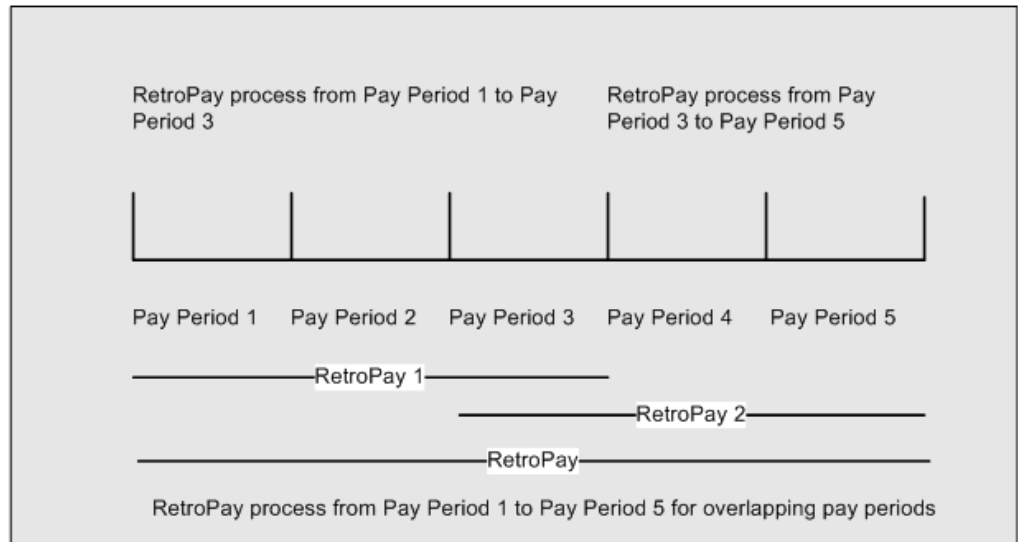 RetroPay process from Pay Period 1 to Pay
Period 3
RetroPay process from Pay
Period 3 to Pay Period 5
Pay Period 1
Pay Period 2
Pay Period 3
Pay Period 4
Pay Period 5
RetroPay 1
RetroPay 2
RetroPay
RetroPay process from Pay Period 1 to Pay Period 5 for overlapping pay periods